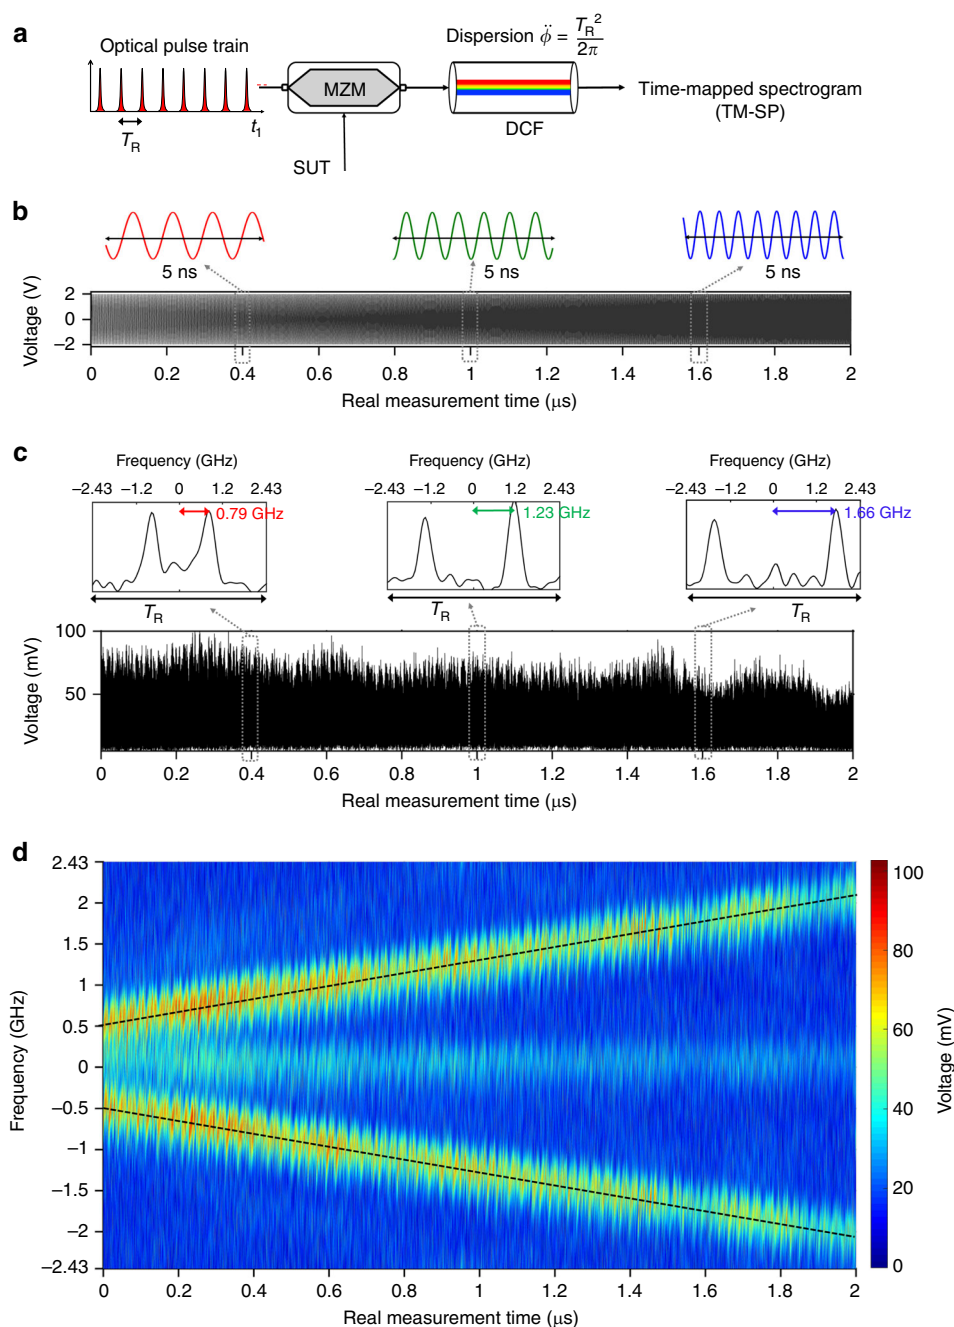 a
Optical pulse train
Dispersion ϕ̈ = T_R² / 2π
MZM
Time-mapped spectrogram
(TM-SP)
t₁
T_R
DCF
SUT
b
5 ns 5 ns 5 ns
Voltage (V)
2
0
−2
0 0.2 0.4 0.6 0.8 1 1.2 1.4 1.6 1.8 2
Real measurement time (μs)
c
Frequency (GHz) Frequency (GHz) Frequency (GHz)
−2.43 −1.2 0 1.2 2.43 −2.43 −1.2 0 1.2 2.43 −2.43 −1.2 0 1.2 2.43
0.79 GHz 1.23 GHz 1.66 GHz
T_R T_R T_R
Voltage (mV)
100
50
0 0.2 0.4 0.6 0.8 1 1.2 1.4 1.6 1.8 2
Real measurement time (μs)
d
Frequency (GHz)
2.43
2
1.5
1
0.5
0
−0.5
−1
−1.5
−2
−2.43
0 0.2 0.4 0.6 0.8 1 1.2 1.4 1.6 1.8 2
Real measurement time (μs)
100
80
60
40
20
0
Voltage (mV)